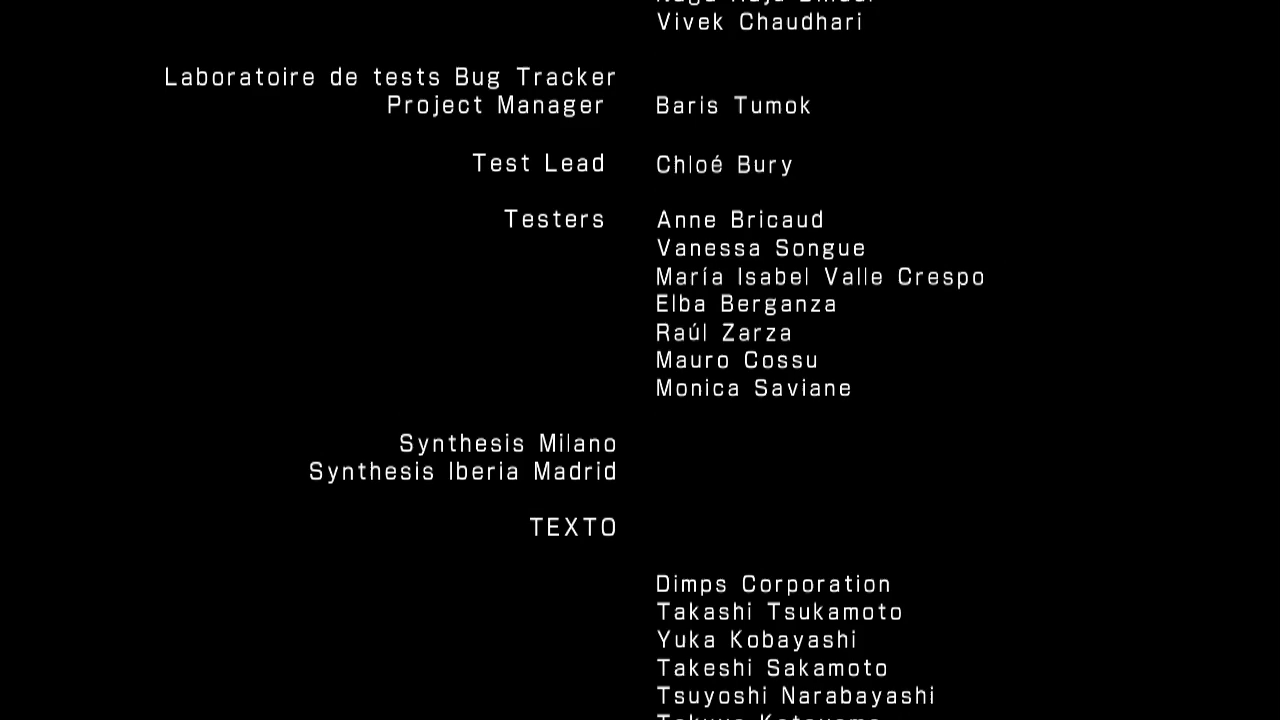 Vivek Chaudhari
Laboratoire de tests Bug Tracker
Project Manager Baris Tumok
Test Lead Chloé Bury
Testers Anne Bricaud
Vanessa Songue
María Isabel Valle Crespo
Elba Berganza
Raúl Zarza
Mauro Cossu
Monica Saviane
Synthesis Milano
Synthesis Iberia Madrid
TEXTO
Dimps Corporation
Takashi Tsukamoto
Yuka Kobayashi
Takeshi Sakamoto
Tsuyoshi Narabayashi